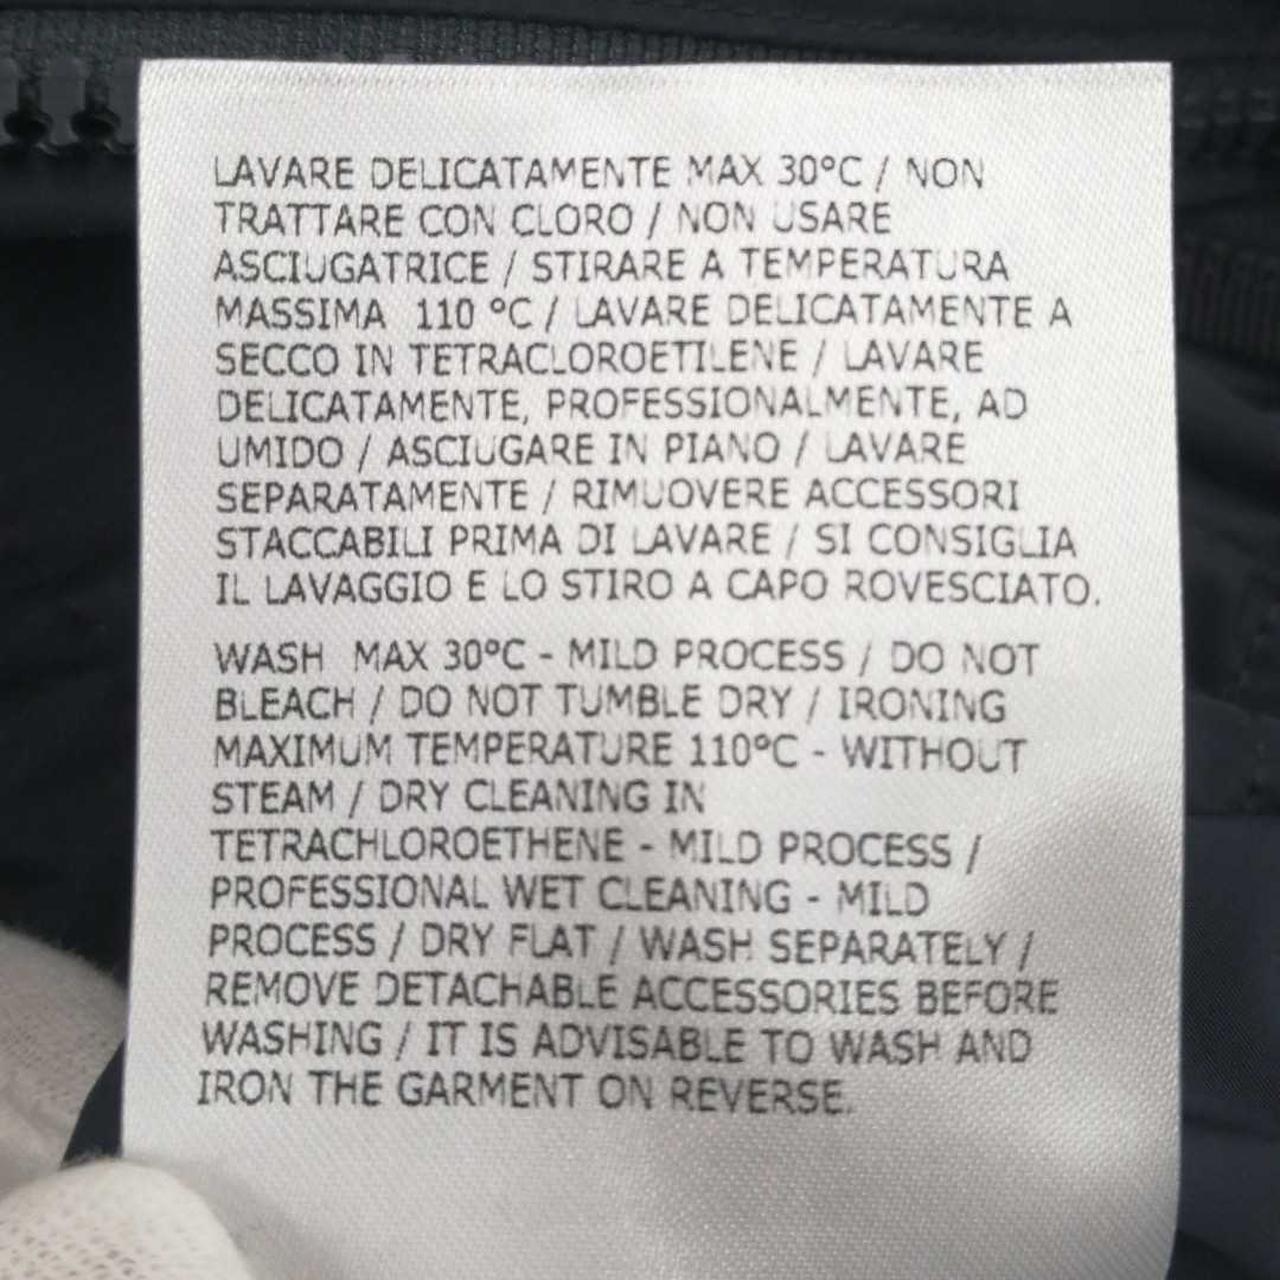 LAVARE DELICATAMENTE MAX 30°C / NON
TRATTARE CON CLORO / NON USARE
ASCIUGATRICE / STIRARE A TEMPERATURA
MASSIMA 110 °C / LAVARE DELICATAMENTE A
SECCO IN TETRACLOROETILENE / LAVARE
DELICATAMENTE, PROFESSIONALMENTE, AD
UMIDO / ASCIUGARE IN PIANO / LAVARE
SEPARATAMENTE / RIMUOVERE ACCESSORI
STACCABILI PRIMA DI LAVARE / SI CONSIGLIA
IL LAVAGGIO E LO STIRO A CAPO ROVESCIATO.
WASH MAX 30°C - MILD PROCESS / DO NOT
BLEACH / DO NOT TUMBLE DRY / IRONING
MAXIMUM TEMPERATURE 110°C - WITHOUT
STEAM / DRY CLEANING IN
TETRACHLOROETHENE - MILD PROCESS /
PROFESSIONAL WET CLEANING - MILD
PROCESS / DRY FLAT / WASH SEPARATELY /
REMOVE DETACHABLE ACCESSORIES BEFORE
WASHING / IT IS ADVISABLE TO WASH AND
IRON THE GARMENT ON REVERSE.